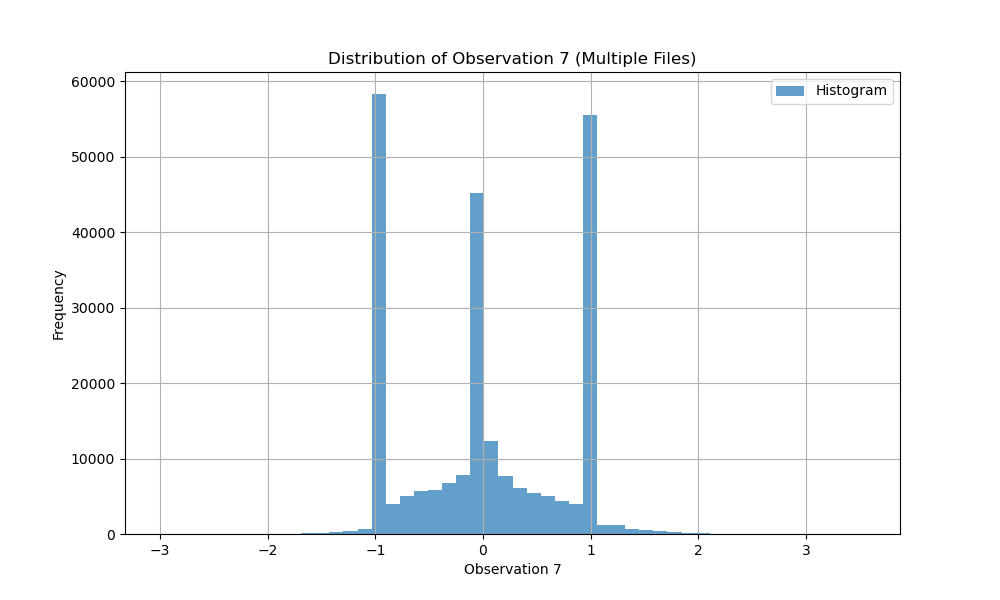 Distribution of Observation 7 (Multiple Files)
Histogram
60000
50000
40000
30000
20000
10000
0
Frequency
−3 −2 −1 0 1 2 3
Observation 7